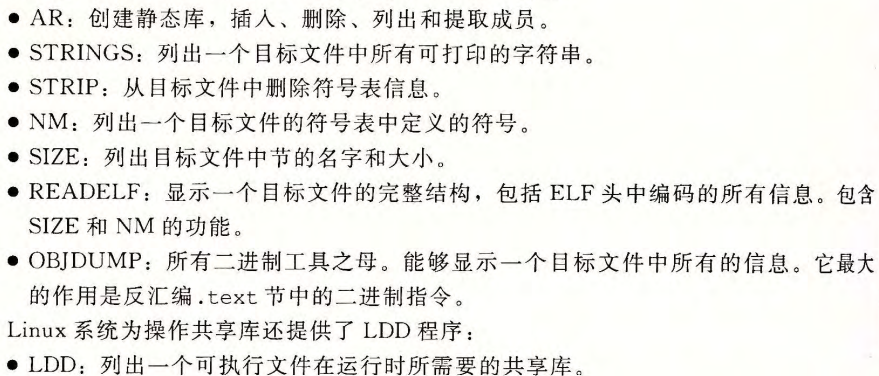 ● AR：创建静态库，插入、删除、列出和提取成员。
● STRINGS：列出一个目标文件中所有可打印的字符串。
● STRIP：从目标文件中删除符号表信息。
● NM：列出一个目标文件的符号表中定义的符号。
● SIZE：列出目标文件中节的名字和大小。
● READELF：显示一个目标文件的完整结构，包括 ELF 头中编码的所有信息。包含
SIZE 和 NM 的功能。
● OBJDUMP：所有二进制工具之母。能够显示一个目标文件中所有的信息。它最大
的作用是反汇编.text 节中的二进制指令。
Linux 系统为操作共享库还提供了 LDD 程序：
● LDD：列出一个可执行文件在运行时所需要的共享库。